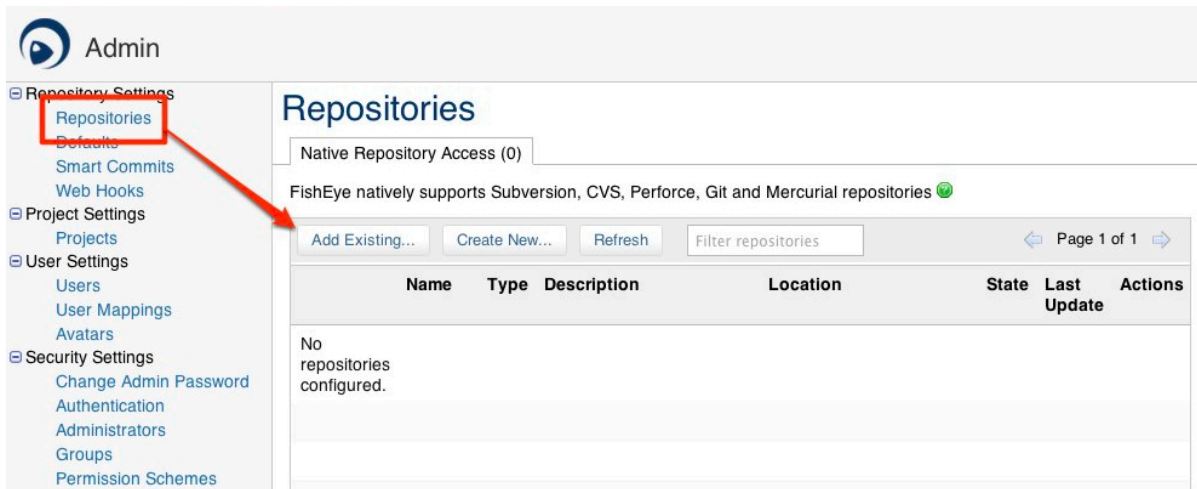 Admin
Repository Settings
Repositories
Defaults
Smart Commits
Web Hooks
Project Settings
Projects
User Settings
Users
User Mappings
Avatars
Security Settings
Change Admin Password
Authentication
Administrators
Groups
Permission Schemes
Repositories
Native Repository Access (0)
FishEye natively supports Subversion, CVS, Perforce, Git and Mercurial repositories
Add Existing... Create New... Refresh Filter repositories Page 1 of 1
Name Type Description Location State Last Update Actions
No
repositories
configured.